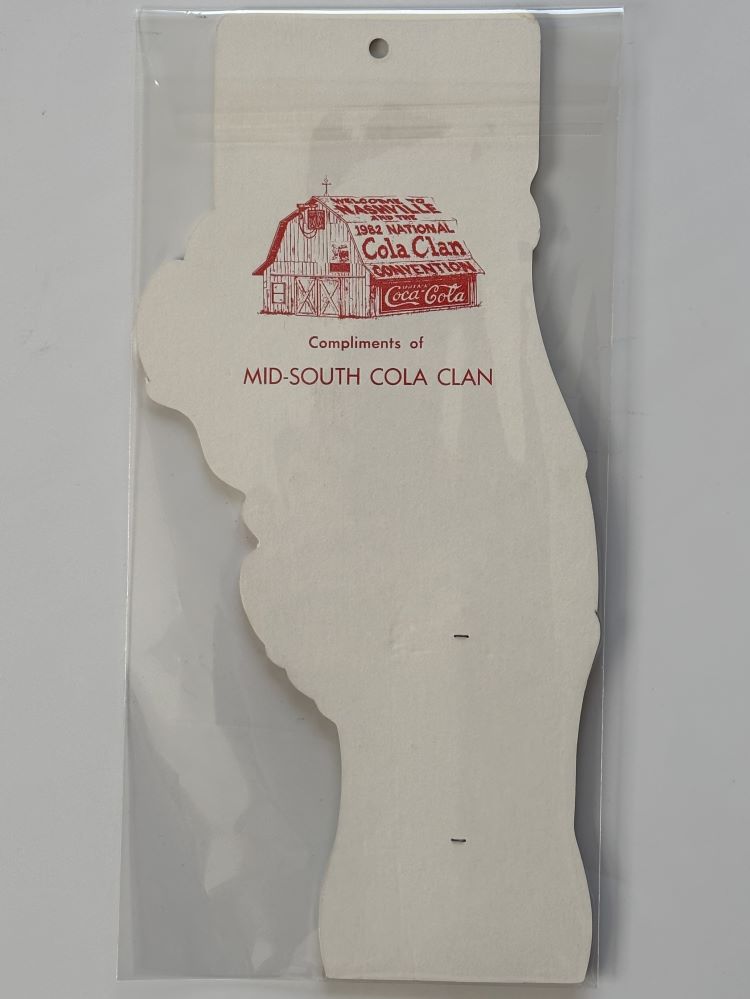 WELCOME TO
NASHVILLE
AND THE
1982 NATIONAL
Cola Clan
CONVENTION
Coca-Cola
Compliments of
MID-SOUTH COLA CLAN